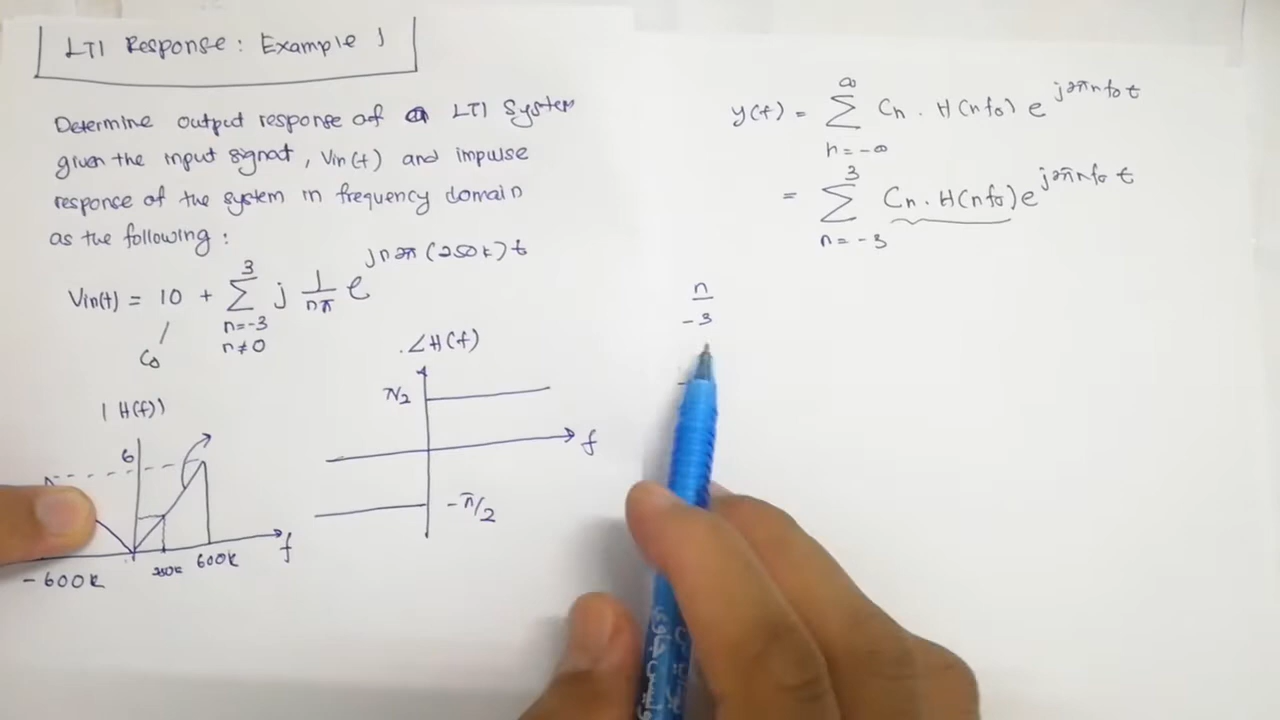 LTI Response: Example 1
Determine output response of a LTI System
given the input signal, Vin(t) and impulse
response of the system in frequency domain
as the following:
Vin(t) = 10 + 3∑n=-3 n≠0 j 1/nπ e^jn2π(250k)t
C₀
|H(f)|
6
-600k 250k 600k f
∠H(f)
π/2
f
-π/2
y(t) = ∞∑n=-∞ Cn . H(nf₀) e^j2πnf₀t
= 3∑n=-3 Cn . H(nf₀) e^j2πnf₀t
n
-3
-